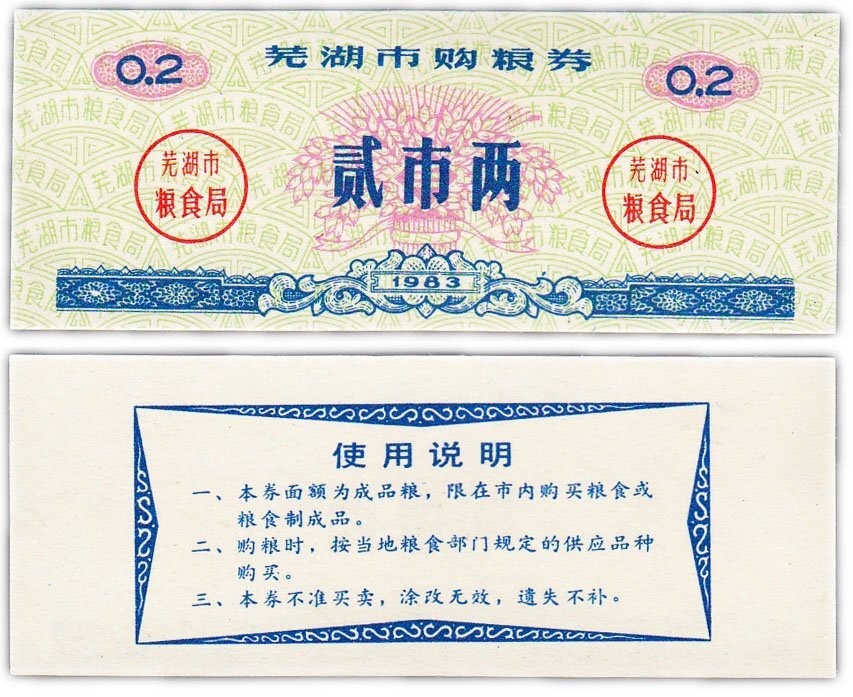 芜湖市购粮券
0.2
0.2
贰市两
芜湖市
粮食局
芜湖市
粮食局
1983
使用说明
一、本券面额为成品粮，限在市内购买粮食或
粮食制成品。
二、购粮时，按当地粮食部门规定的供应品种
购买。
三、本券不准买卖，涂改无效，遗失不补。